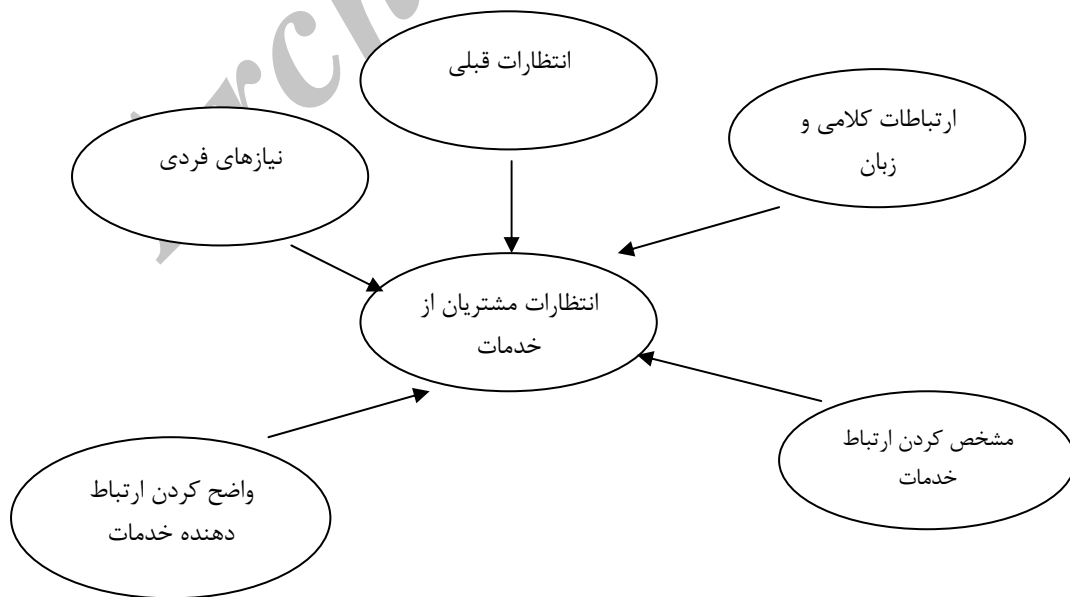 انتظارات قبلی
ارتباطات کلامی و
زبان
نیازهای فردی
انتظارات مشتریان از
خدمات
مشخص کردن ارتباط
خدمات
واضح کردن ارتباط
دهنده خدمات